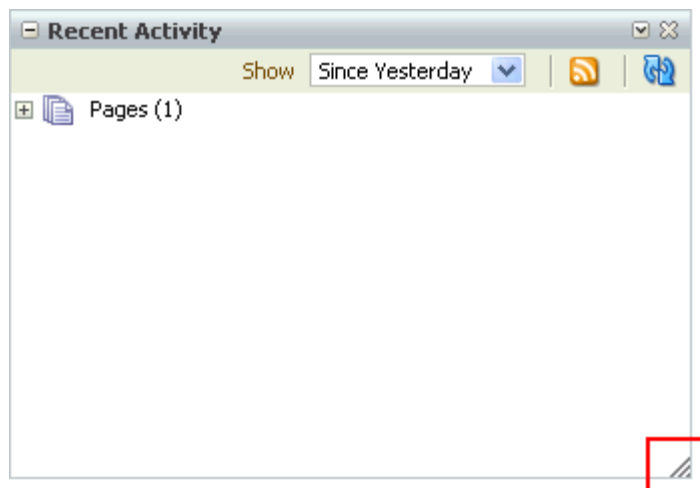 Recent Activity
Show Since Yesterday
Pages (1)